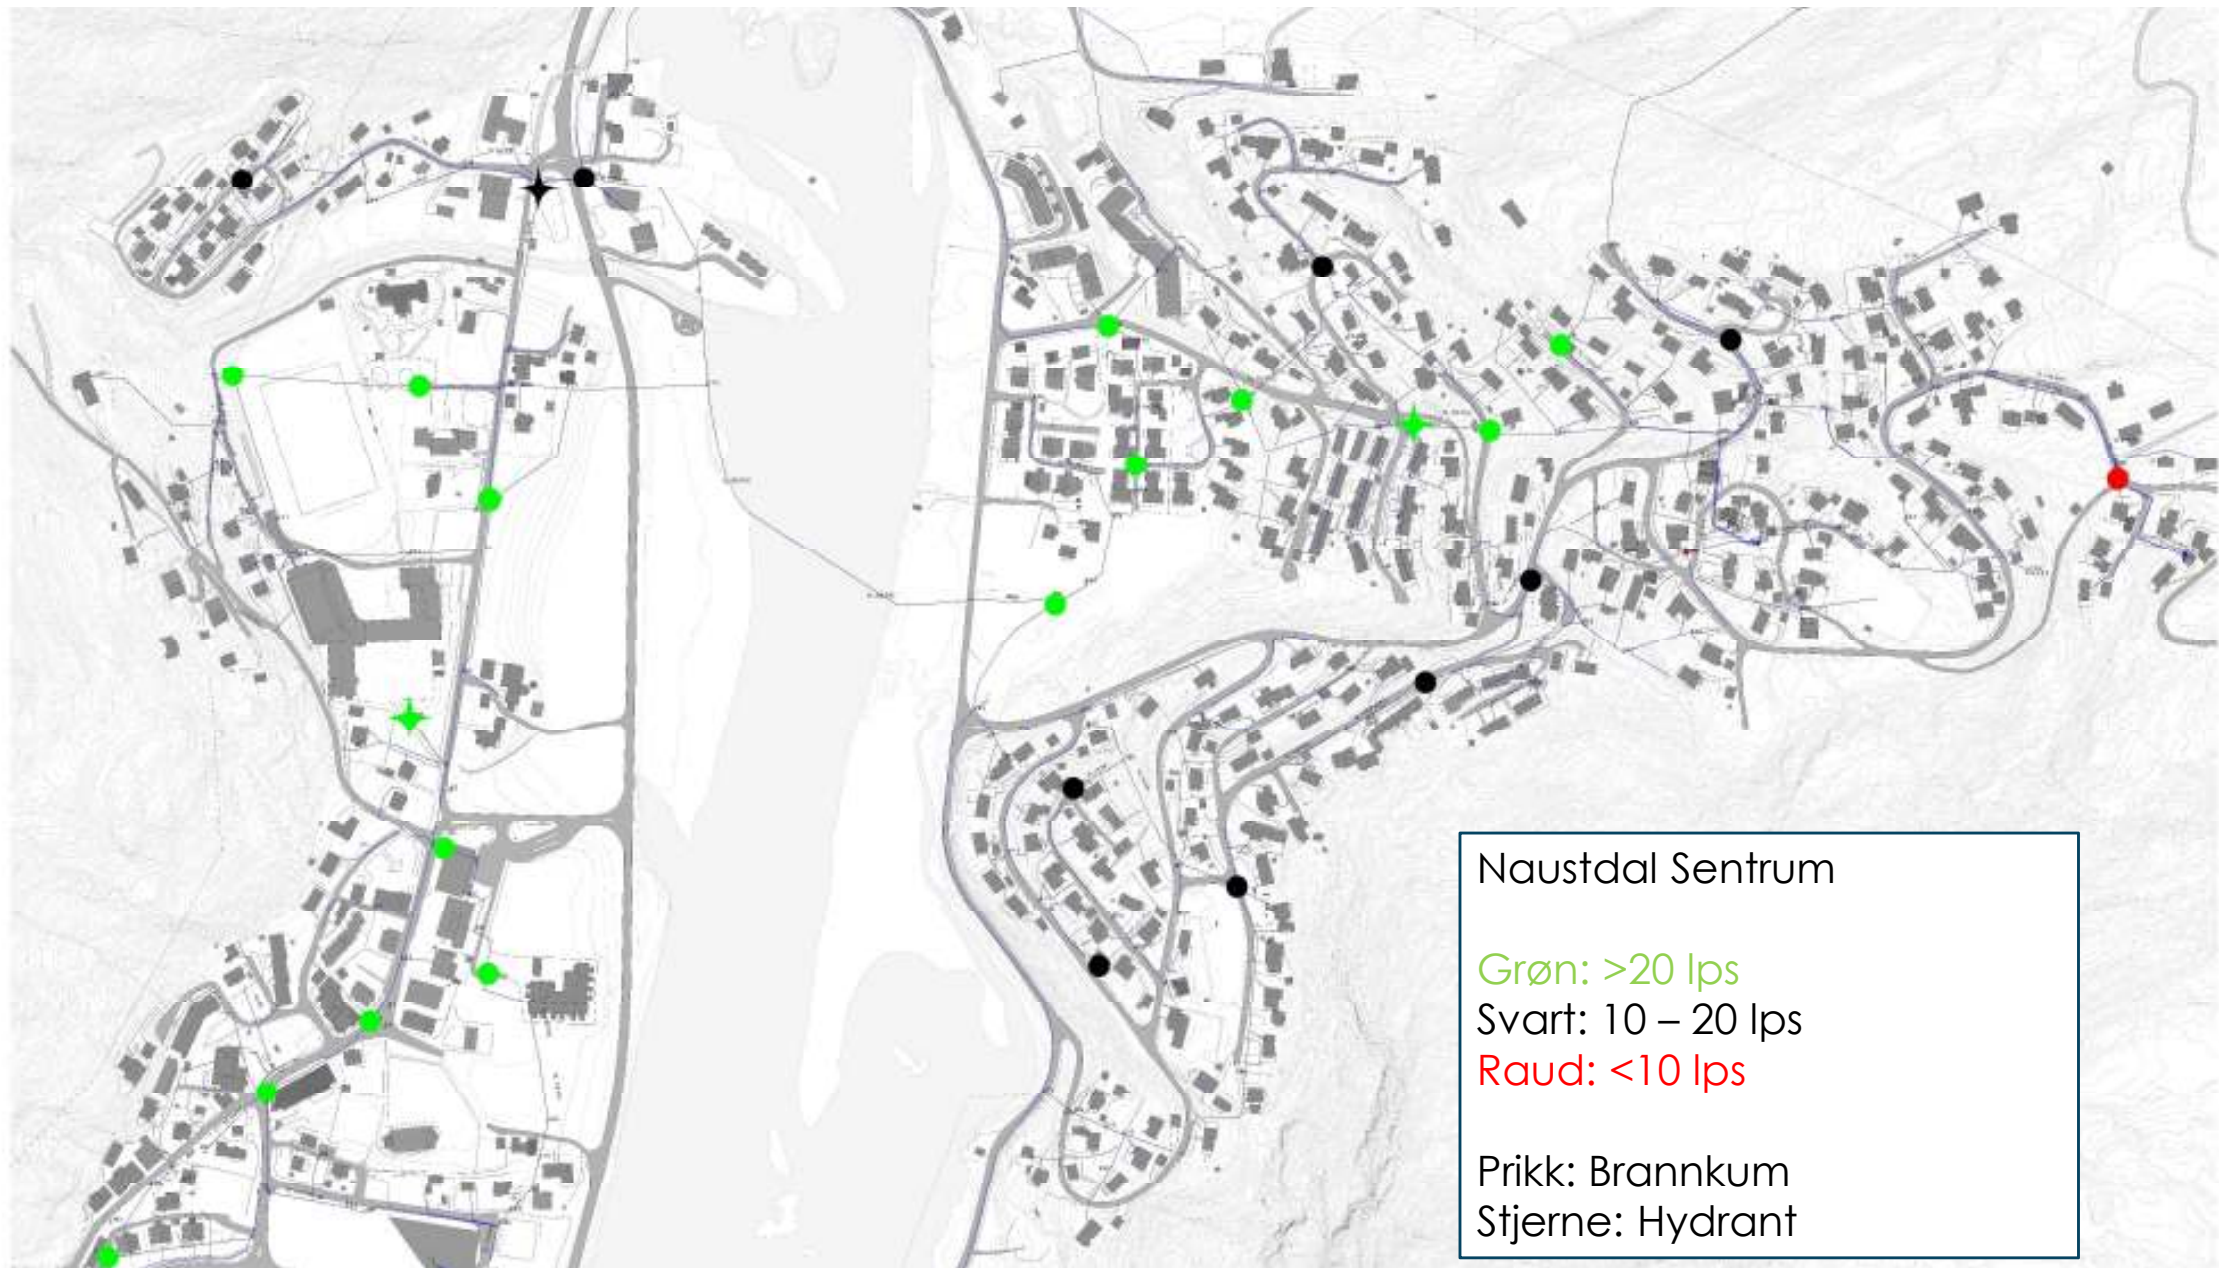 Naustdal Sentrum
Grøn: >20 lps
Svart: 10 – 20 lps
Raud: <10 lps
Prikk: Brannkum
Stjerne: Hydrant